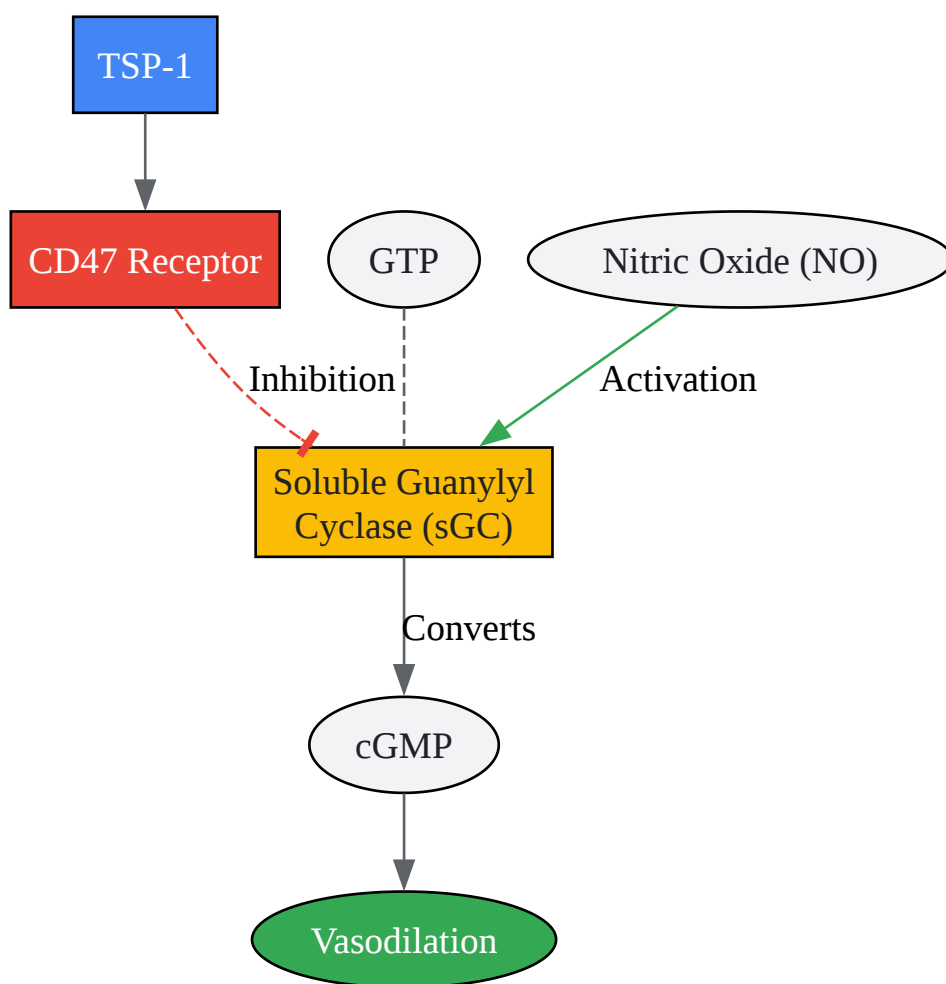 TSP-1
CD47 Receptor
GTP
Nitric Oxide (NO)
Inhibition
Activation
Soluble Guanylyl
Cyclase (sGC)
Converts
cGMP
Vasodilation